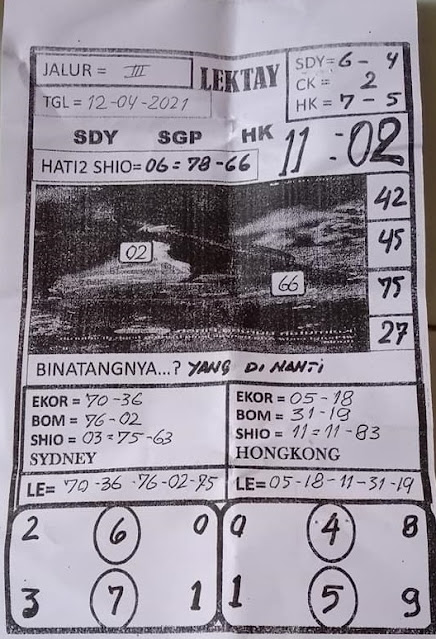 JALUR = III
LEKTAY
SDY=6-4
CK = 2
HK = 7-5
TGL = 12-04-2021
SDY SGP HK
11=02
HATI2 SHIO=06=78-66
42
45
75
27
02
66
BINATANGNYA...? YANG DI NANTI
EKOR = 70-36
BOM = 76-02
SHIO = 03=75-63
SYDNEY
EKOR =05-18
BOM = 31-19
SHIO = 11=11-83
HONGKONG
LE= 70-36-76-02-85
LE=05-18-11-31-19
2 6 0 0 4 8
3 7 1 1 5 9